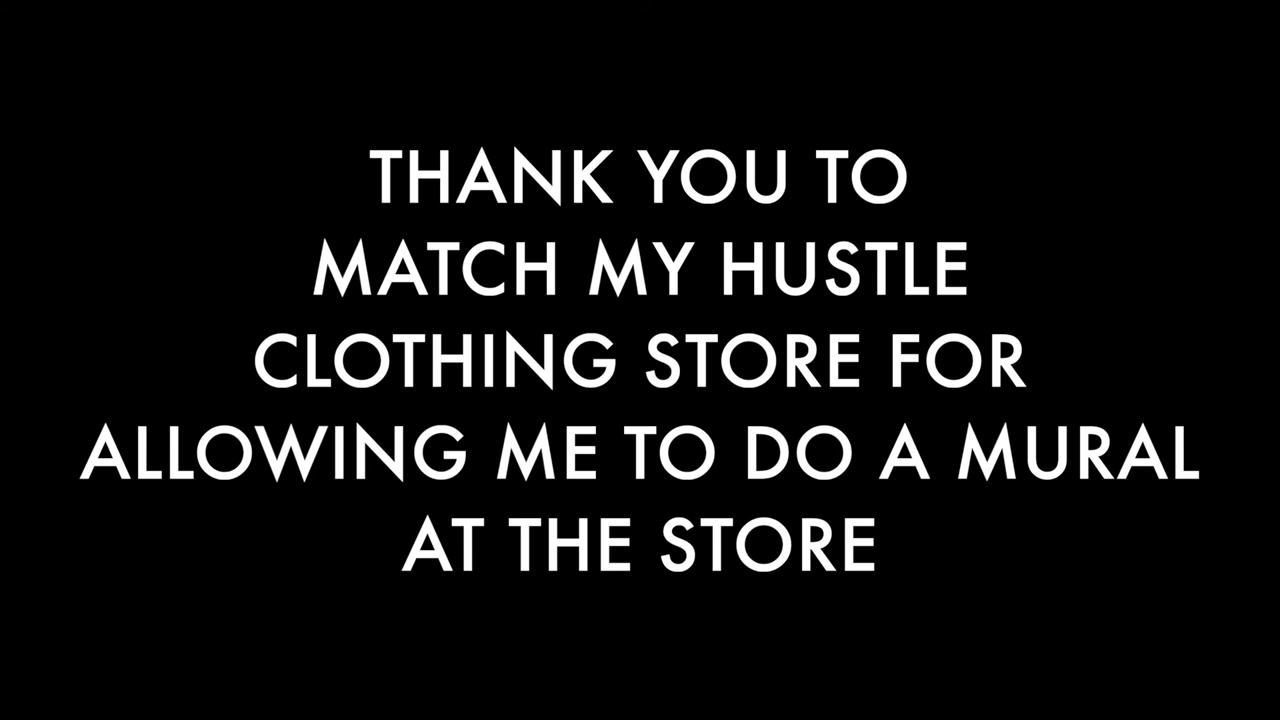 THANK YOU TO
MATCH MY HUSTLE
CLOTHING STORE FOR
ALLOWING ME TO DO A MURAL
AT THE STORE